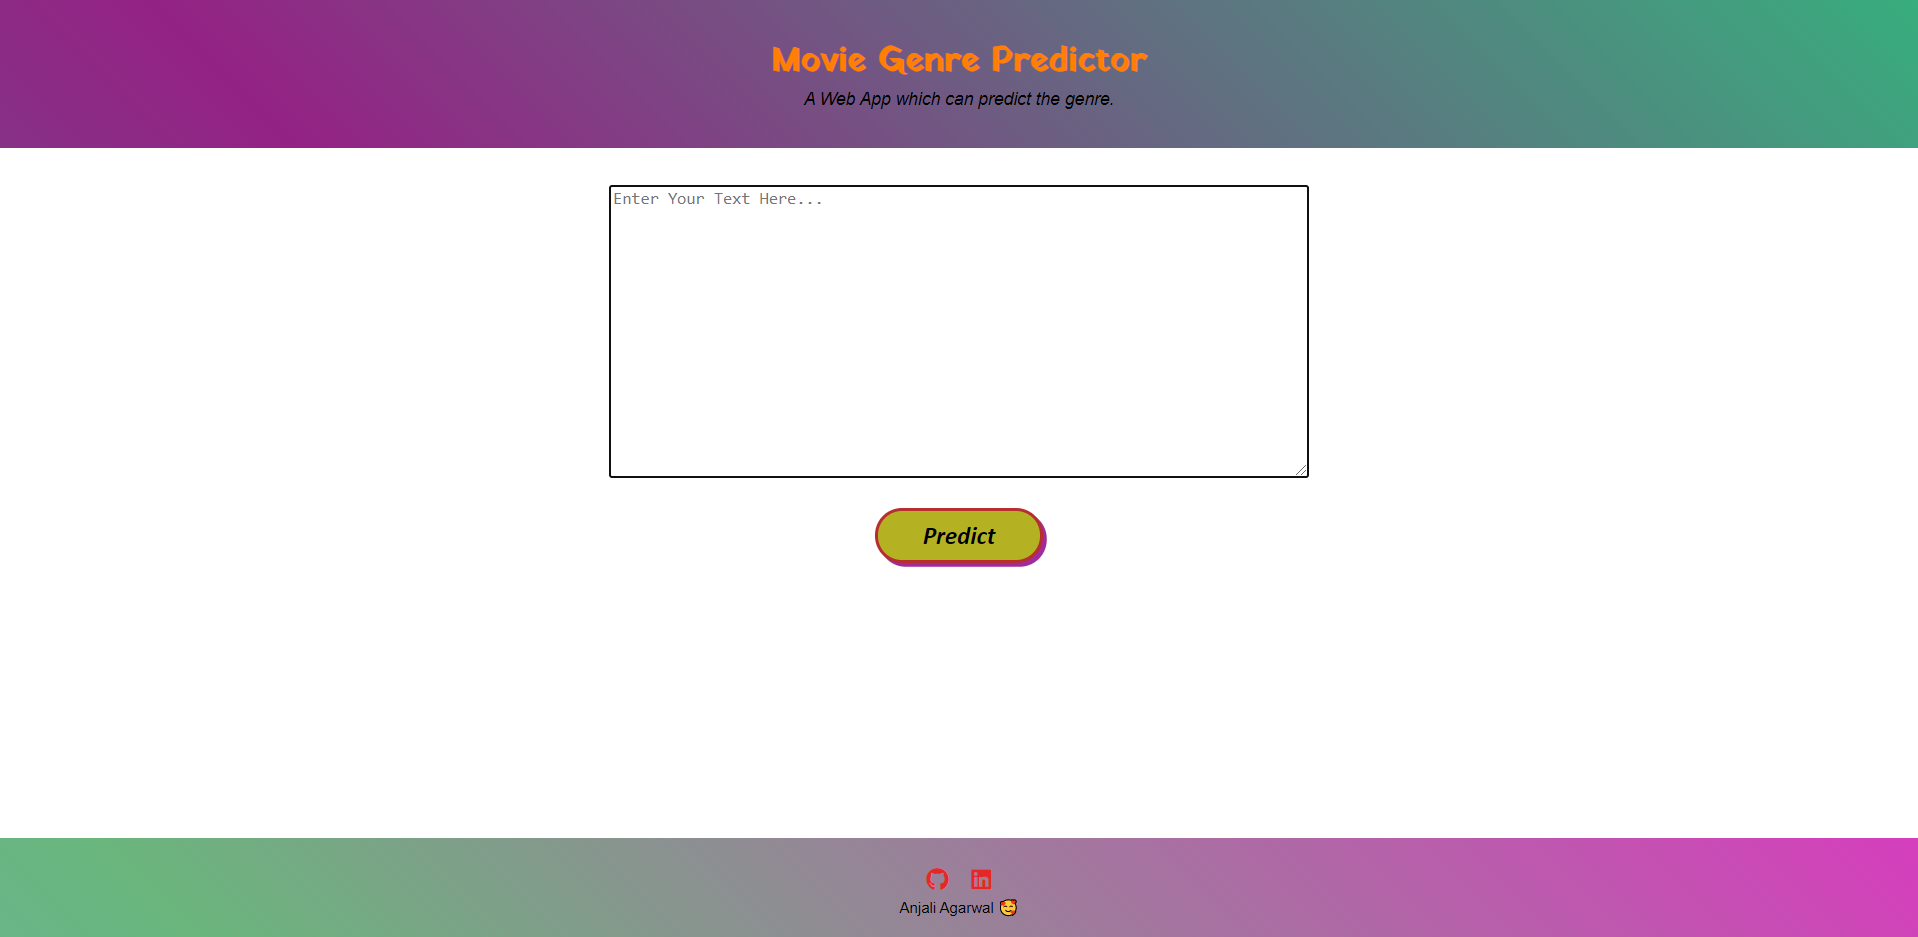 Movie Genre Predictor
A Web App which can predict the genre.
Enter Your Text Here...
Predict
Anjali Agarwal 🥰